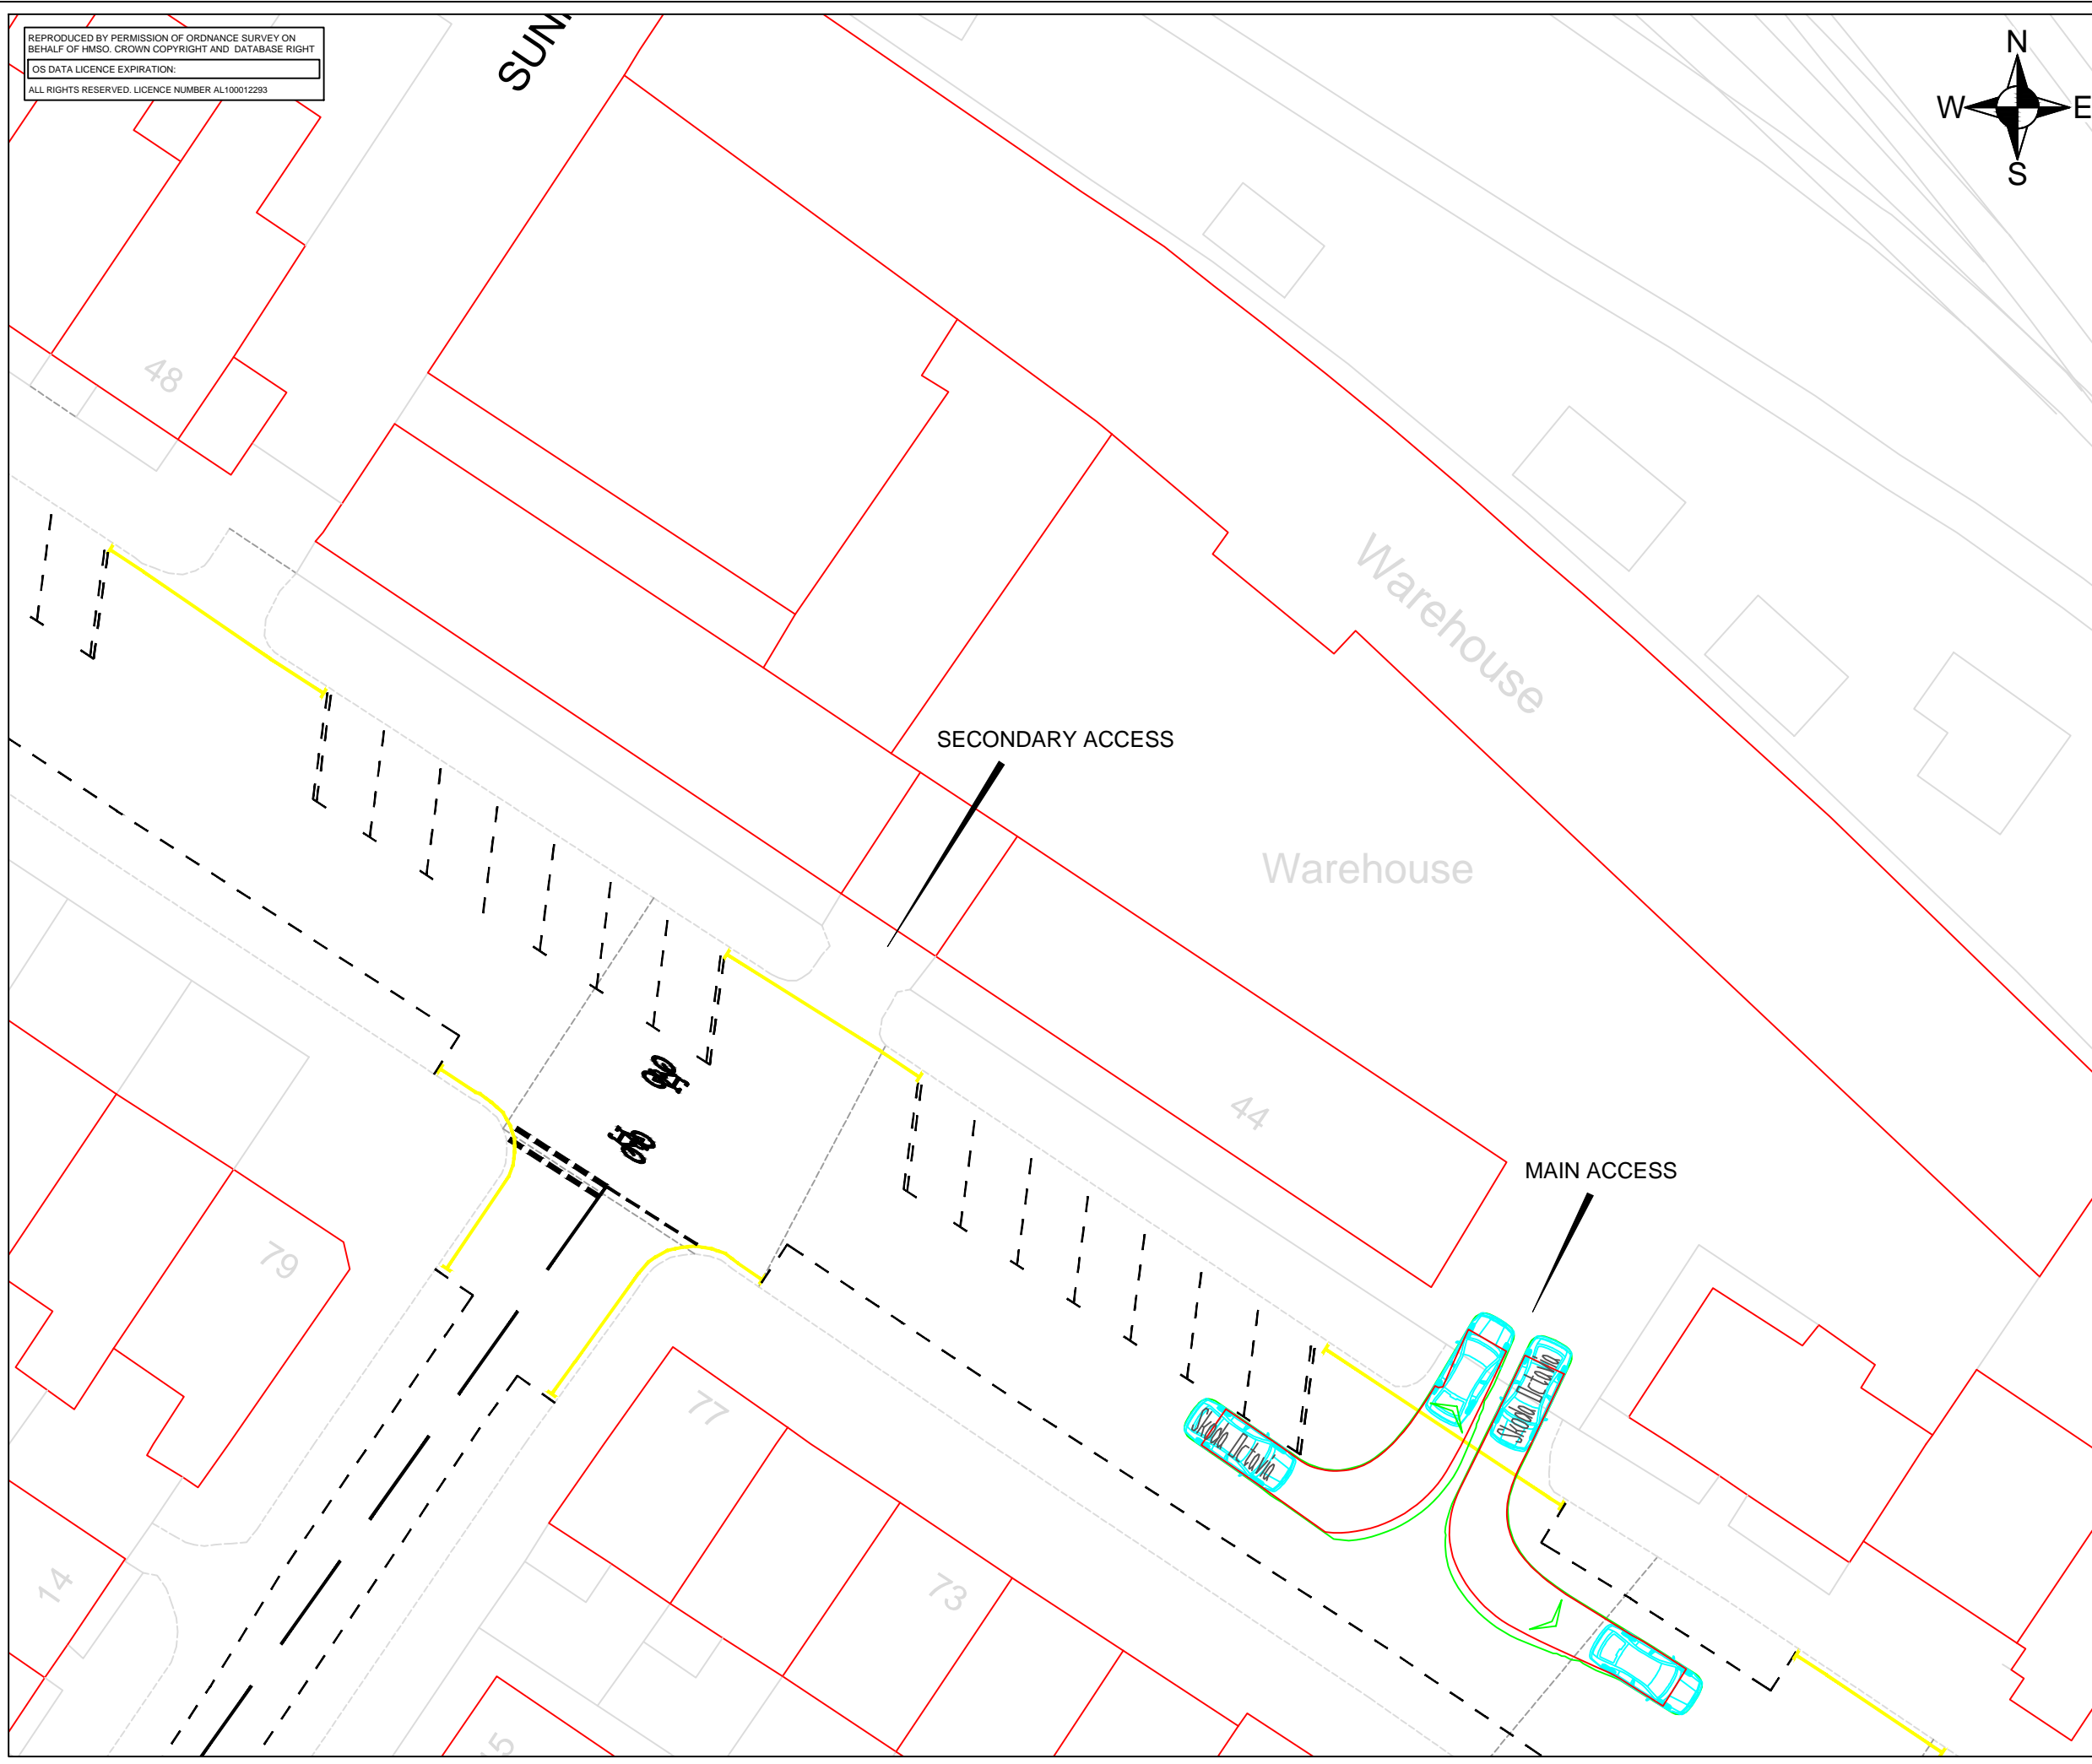 REPRODUCED BY PERMISSION OF ORDNANCE SURVEY ON
BEHALF OF HMSO. CROWN COPYRIGHT AND DATABASE RIGHT
OS DATA LICENCE EXPIRATION:
ALL RIGHTS RESERVED. LICENCE NUMBER AL100012293
SUN
N
W
E
S
48
Warehouse
SECONDARY ACCESS
Warehouse
44
MAIN ACCESS
79
Skoda Octavia
Skoda Octavia
77
73
14
5